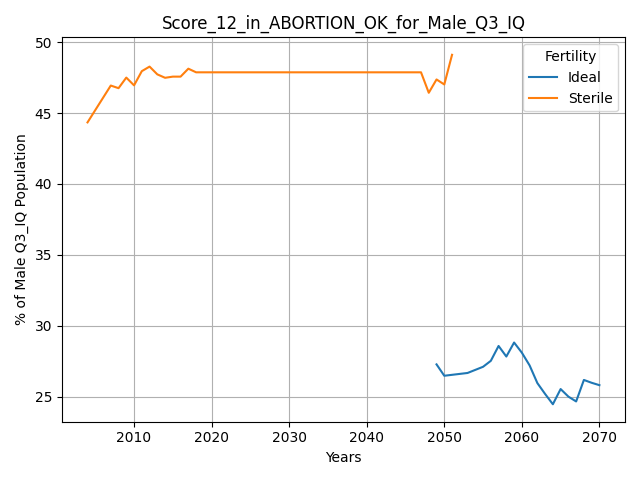 Score_12_in_ABORTION_OK_for_Male_Q3_IQ
50
45
40
35
30
25
% of Male Q3_IQ Population
Fertility
Ideal
Sterile
2010 2020 2030 2040 2050 2060 2070
Years